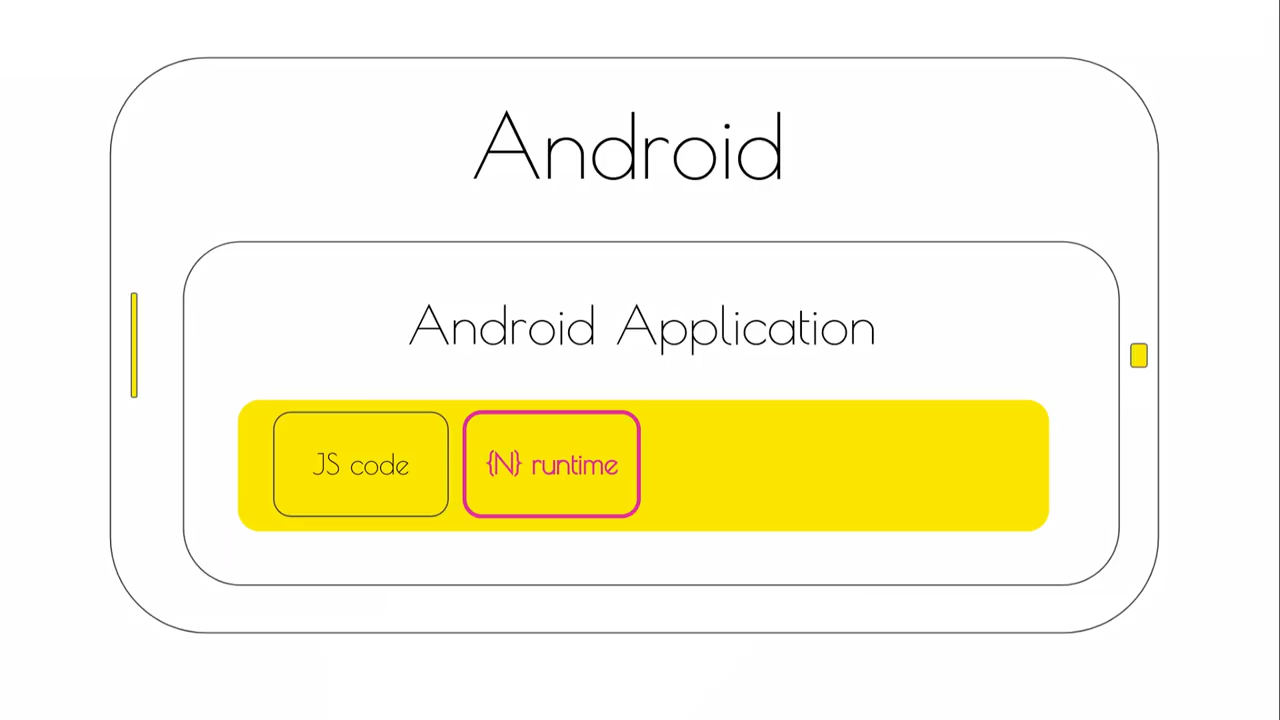 Android
Android Application
JS code
{N} runtime